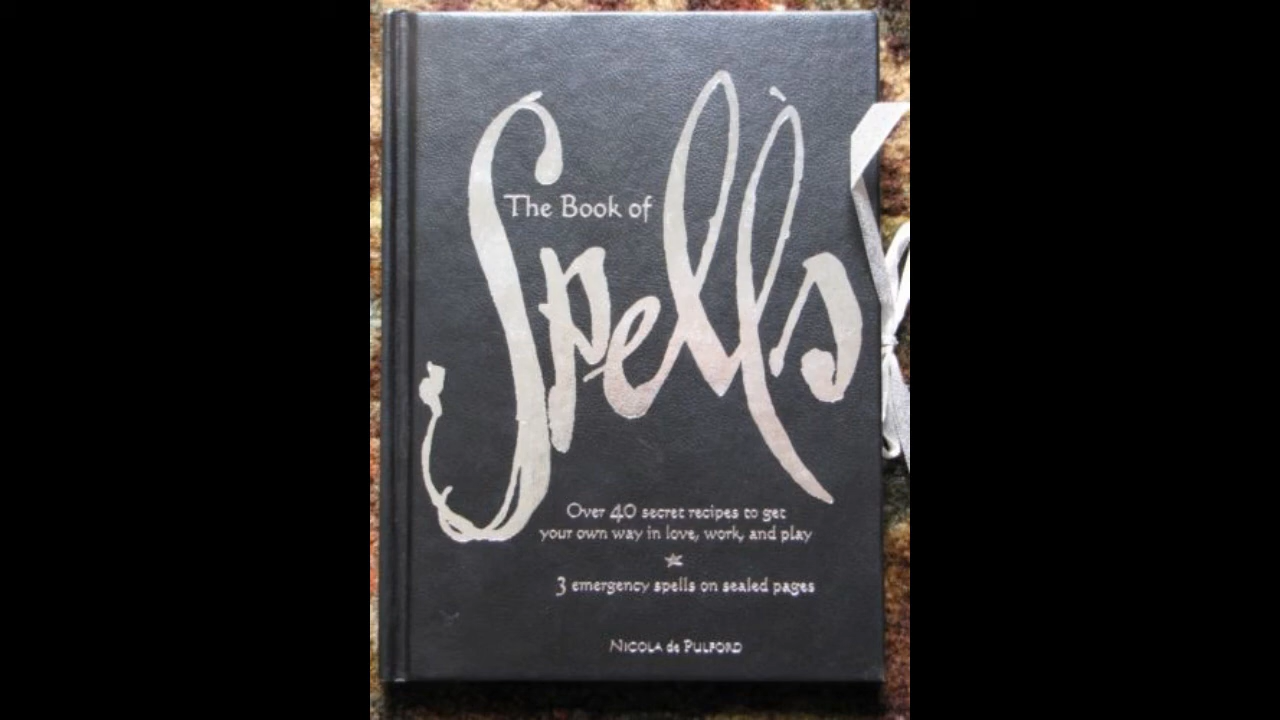 The Book of
Spells
Over 40 secret recipes to get
your own way in love, work, and play
3 emergency spells on sealed pages
NICOLA de PULFORD